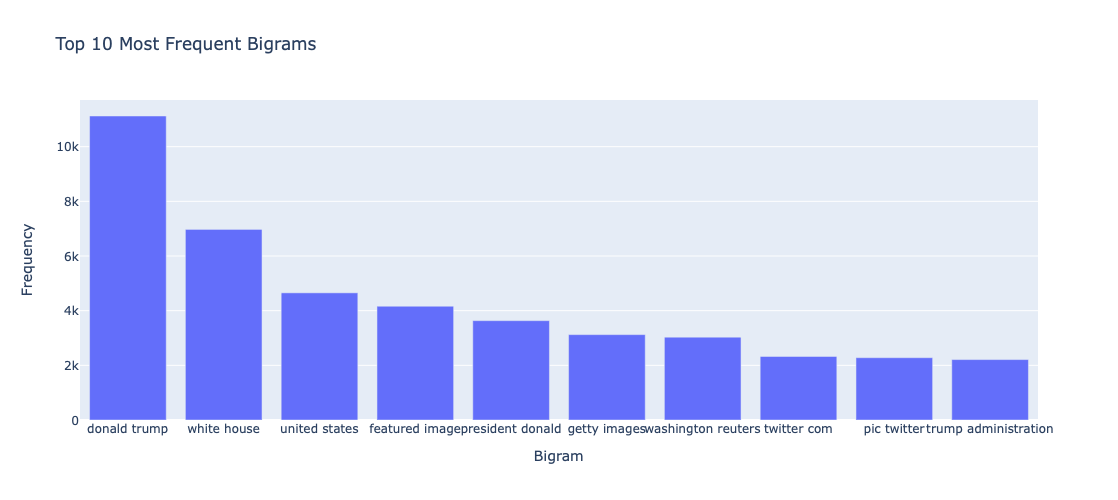 Top 10 Most Frequent Bigrams
10k
8k
6k
4k
2k
0
Frequency
donald trump white house united states featured image president donald getty images washington reuters twitter com pic twitter trump administration
Bigram